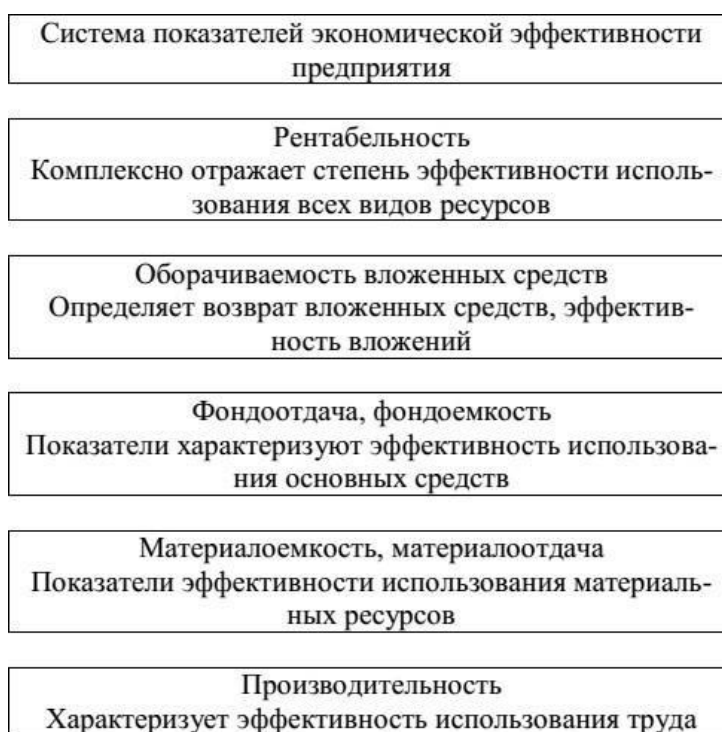 Система показателей экономической эффективности
предприятия
Рентабельность
Комплексно отражает степень эффективности исполь-
зования всех видов ресурсов
Оборачиваемость вложенных средств
Определяет возврат вложенных средств, эффектив-
ность вложений
Фондоотдача, фондоемкость
Показатели характеризуют эффективность использова-
ния основных средств
Материалоемкость, материалоотдача
Показатели эффективности использования материаль-
ных ресурсов
Производительность
Характеризует эффективность использования труда